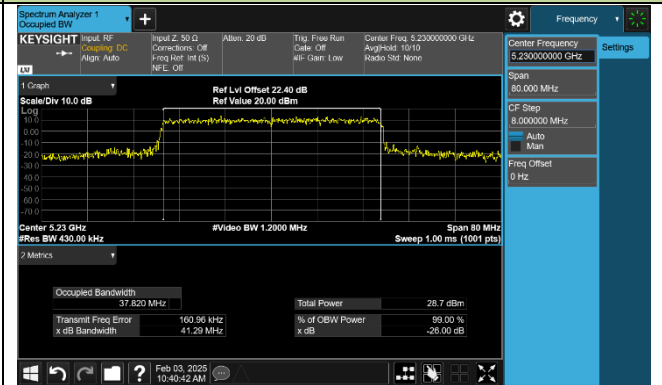 Spectrum Analyzer 1
Occupied BW
Frequency
KEYSIGHT
Input: RF
Coupling: DC
Align: Auto
Input Z: 50 Ω
Corrections: Off
Freq Ref: Int (S)
NFE: Off
Atten: 20 dB
Trig: Free Run
Gate: Off
#IF Gain: Low
Center Freq: 5.230000000 GHz
Avg|Hold: 10/10
Radio Std: None
LXI
Center Frequency
5.230000000 GHz
Settings
Span
80.000 MHz
CF Step
8.000000 MHz
Auto
Man
Freq Offset
0 Hz
1 Graph
Scale/Div 10.0 dB
Ref Lvl Offset 22.40 dB
Ref Value 20.00 dBm
Log
10.0
0.00
-10.0
-20.0
-30.0
-40.0
-50.0
-60.0
-70.0
Center 5.23 GHz
#Video BW 1.2000 MHz
Span 80 MHz
#Res BW 430.00 kHz
Sweep 1.00 ms (1001 pts)
2 Metrics
Occupied Bandwidth
37.820 MHz
Total Power
28.7 dBm
Transmit Freq Error
160.96 kHz
% of OBW Power
99.00 %
x dB Bandwidth
41.29 MHz
x dB
-26.00 dB
?
Feb 03, 2025
10:40:42 AM